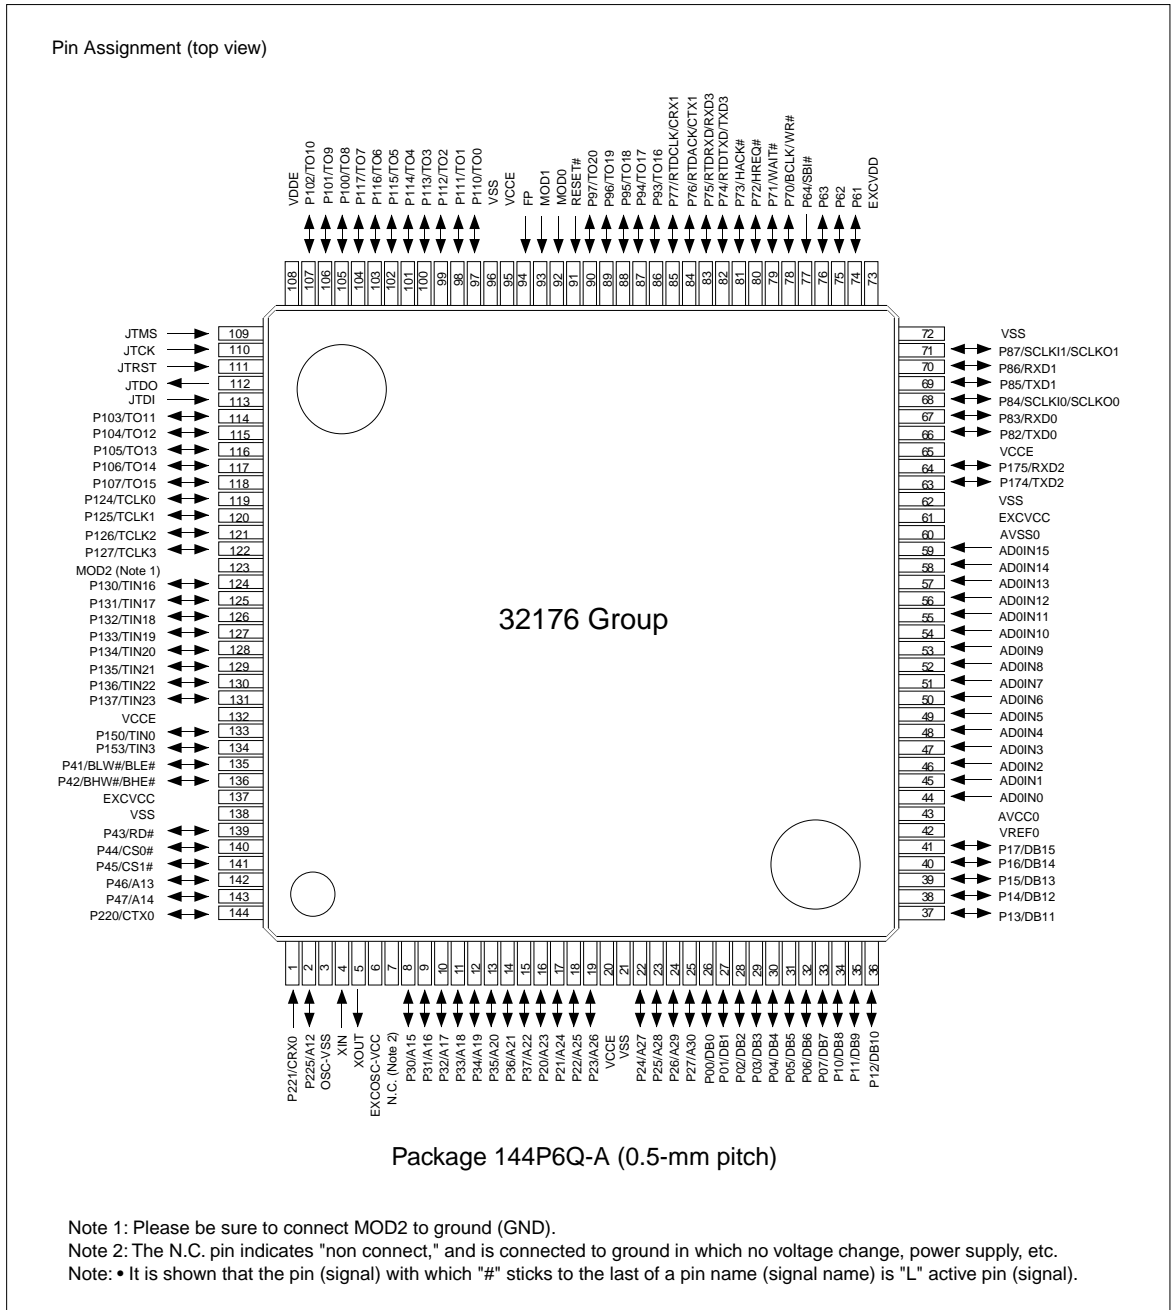 Pin Assignment (top view)
VDDE
P102/TO10
P101/TO9
P100/TO8
P117/TO7
P116/TO6
P115/TO5
P114/TO4
P113/TO3
P112/TO2
P111/TO1
P110/TO0
VSS
VCCE
FP
MOD1
MOD0
RESET#
P97/TO20
P96/TO19
P95/TO18
P94/TO17
P93/TO16
P77/RTDCLK/CRX1
P76/RTDACK/CTX1
P75/RTDRXD/RXD3
P74/RTDTXD/TXD3
P73/HACK#
P72/HREQ#
P71/WAIT#
P70/BCLK/WR#
P64/SBI#
P63
P62
P61
EXCVDD
108
107
106
105
104
103
102
101
100
99
98
97
96
95
94
93
92
91
90
89
88
87
86
85
84
83
82
81
80
79
78
77
76
75
74
73
JTMS 109
JTCK 110
JTRST 111
JTDO 112
JTDI 113
P103/TO11 114
P104/TO12 115
P105/TO13 116
P106/TO14 117
P107/TO15 118
P124/TCLK0 119
P125/TCLK1 120
P126/TCLK2 121
P127/TCLK3 122
MOD2 (Note 1) 123
P130/TIN16 124
P131/TIN17 125
P132/TIN18 126
P133/TIN19 127
P134/TIN20 128
P135/TIN21 129
P136/TIN22 130
P137/TIN23 131
VCCE 132
P150/TIN0 133
P153/TIN3 134
P41/BLW#/BLE# 135
P42/BHW#/BHE# 136
EXCVCC 137
VSS 138
P43/RD# 139
P44/CS0# 140
P45/CS1# 141
P46/A13 142
P47/A14 143
P220/CTX0 144
32176 Group
72 VSS
71 P87/SCLKI1/SCLKO1
70 P86/RXD1
69 P85/TXD1
68 P84/SCLKI0/SCLKO0
67 P83/RXD0
66 P82/TXD0
65 VCCE
64 P175/RXD2
63 P174/TXD2
62 VSS
61 EXCVCC
60 AVSS0
59 AD0IN15
58 AD0IN14
57 AD0IN13
56 AD0IN12
55 AD0IN11
54 AD0IN10
53 AD0IN9
52 AD0IN8
51 AD0IN7
50 AD0IN6
49 AD0IN5
48 AD0IN4
47 AD0IN3
46 AD0IN2
45 AD0IN1
44 AD0IN0
43 AVCC0
42 VREF0
41 P17/DB15
40 P16/DB14
39 P15/DB13
38 P14/DB12
37 P13/DB11
1
2
3
4
5
6
7
8
9
10
11
12
13
14
15
16
17
18
19
20
21
22
23
24
25
26
27
28
29
30
31
32
33
34
35
36
P221/CRX0
P225/A12
OSC-VSS
XIN
XOUT
EXCOSC-VCC
N.C. (Note 2)
P30/A15
P31/A16
P32/A17
P33/A18
P34/A19
P35/A20
P36/A21
P37/A22
P20/A23
P21/A24
P22/A25
P23/A26
VCCE
VSS
P24/A27
P25/A28
P26/A29
P27/A30
P00/DB0
P01/DB1
P02/DB2
P03/DB3
P04/DB4
P05/DB5
P06/DB6
P07/DB7
P10/DB8
P11/DB9
P12/DB10
Package 144P6Q-A (0.5-mm pitch)
Note 1: Please be sure to connect MOD2 to ground (GND).
Note 2: The N.C. pin indicates "non connect," and is connected to ground in which no voltage change, power supply, etc.
Note: • It is shown that the pin (signal) with which "#" sticks to the last of a pin name (signal name) is "L" active pin (signal).